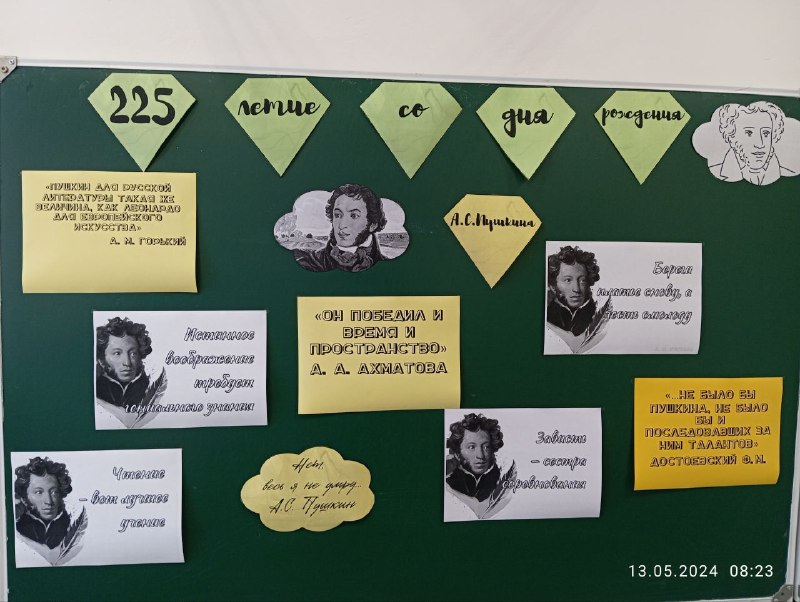 225 летие со дня рождения
А.С.Пушкина
«ПУШКИН ДЛЯ РУССКОЙ
ЛИТЕРАТУРЫ ТАКАЯ ЖЕ
ВЕЛИЧИНА, КАК ЛЕОНАРДО
ДЛЯ ЕВРОПЕЙСКОГО
ИСКУССТВА»
А. М. ГОРЬКИЙ
Береги
платье снову, а
честь смолоду
Истинное
воображение
требует
знания
«ОН ПОБЕДИЛ И
ВРЕМЯ И
ПРОСТРАНСТВО»
А. А. АХМАТОВА
«...НЕ БЫЛО БЫ
ПУШКИНА, НЕ БЫЛО
БЫ И
ПОСЛЕДОВАВШИХ ЗА
НИМ ТАЛАНТОВ»
ДОСТОЕВСКИЙ Ф. М.
Зависть
– сестра
соревнования
Чтение
– вот лучшее
учение
Нет,
весь я не умру...
А.С. Пушкин
13.05.2024 08:23